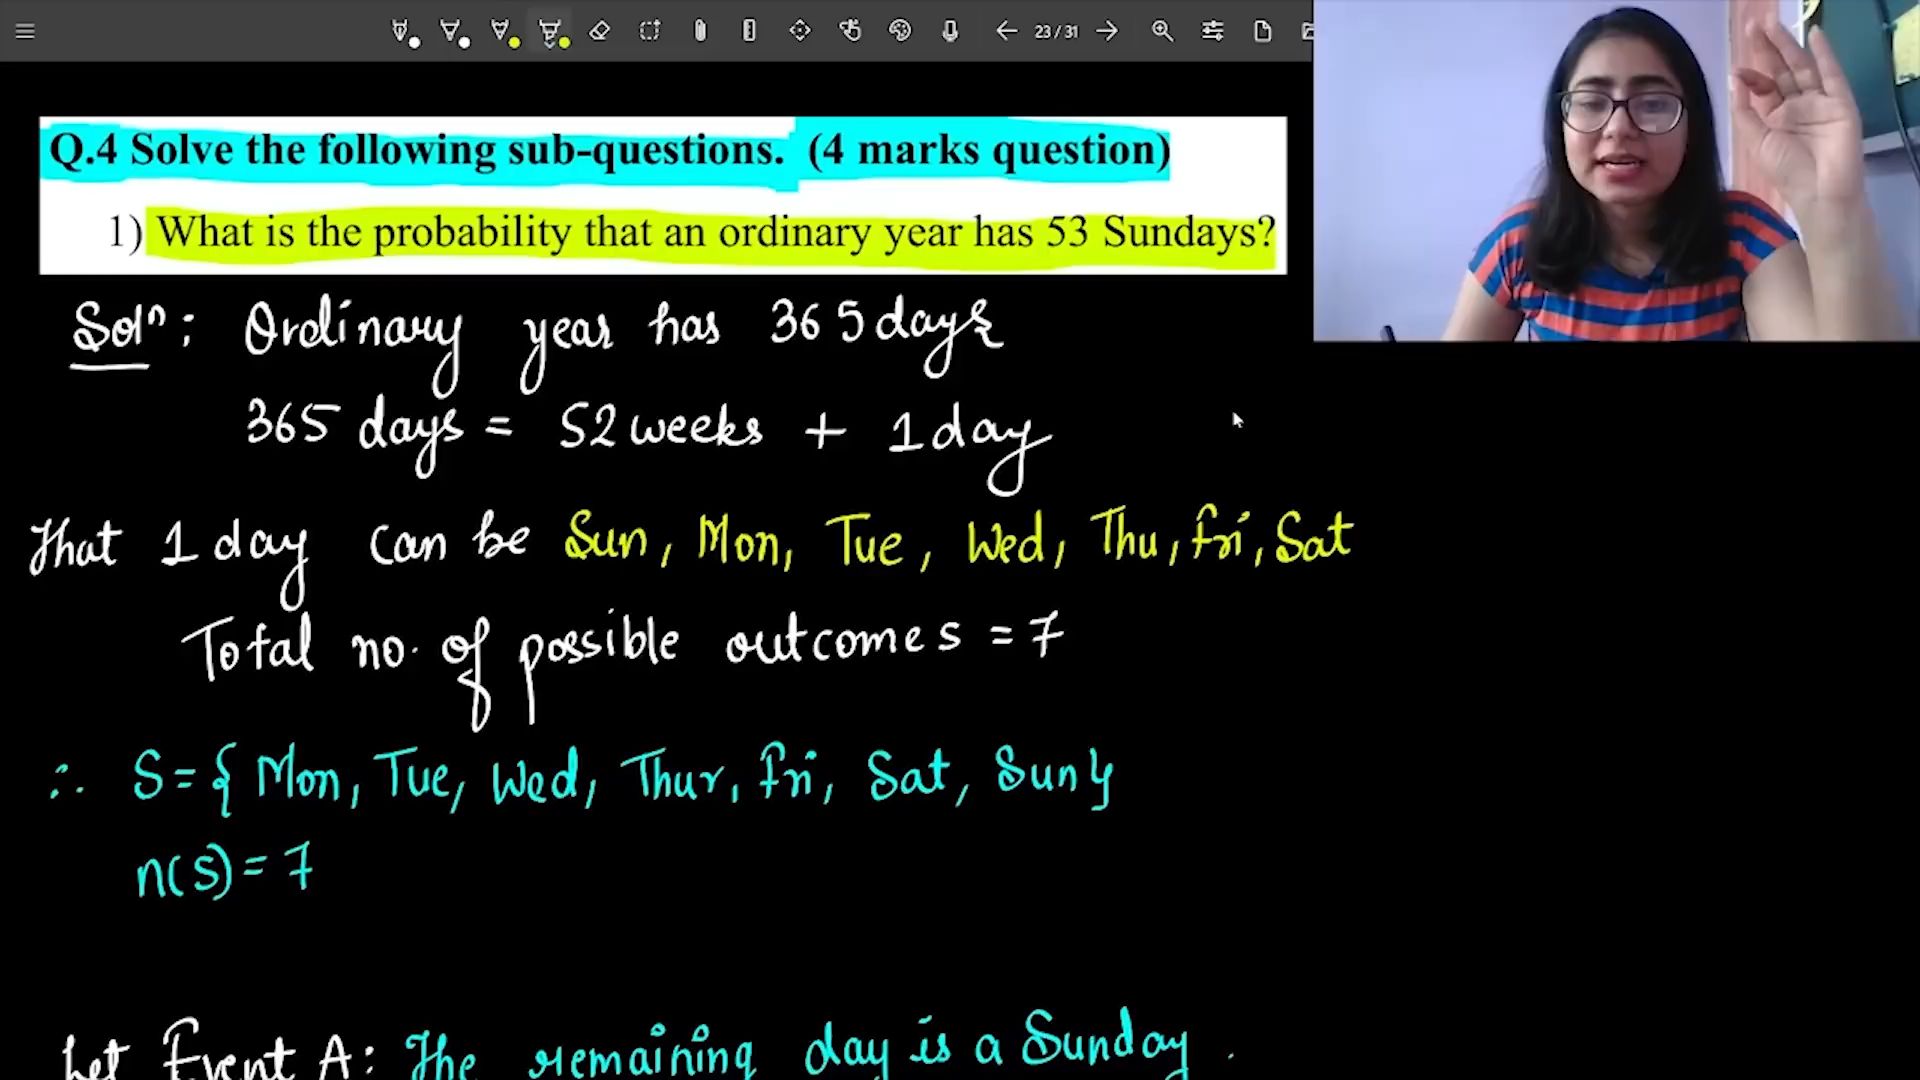 23 / 31
Q.4 Solve the following sub-questions. (4 marks question)
1) What is the probability that an ordinary year has 53 Sundays?
Solⁿ: Ordinary year has 365 days
365 days = 52 weeks + 1 day
That 1 day can be Sun, Mon, Tue, Wed, Thu, Fri, Sat
Total no. of possible outcomes = 7
∴ S = { Mon, Tue, Wed, Thur, Fri, Sat, Sun }
n(S) = 7
Let Event A: The remaining day is a Sunday.